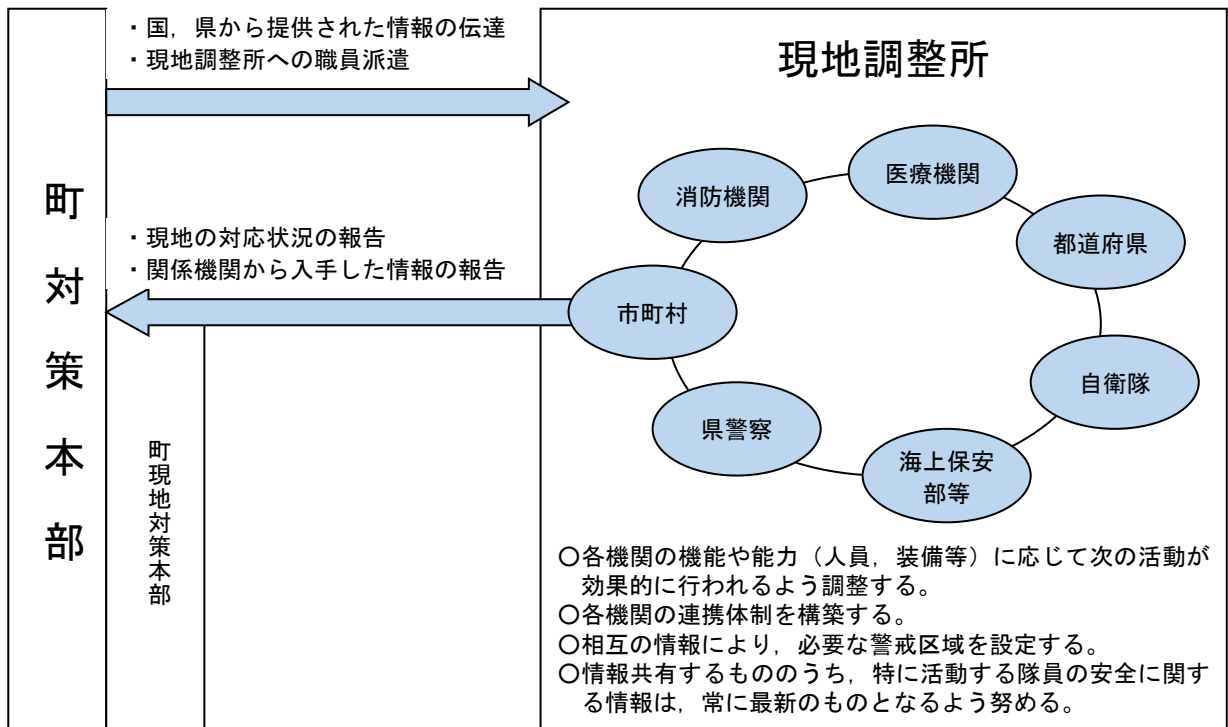 ・国，県から提供された情報の伝達
・現地調整所への職員派遣
町対策本部
・現地の対応状況の報告
・関係機関から入手した情報の報告
町現地対策本部
現地調整所
医療機関
消防機関
都道府県
市町村
自衛隊
県警察
海上保安
部等
○各機関の機能や能力（人員，装備等）に応じて次の活動が
効果的に行われるよう調整する。
○各機関の連携体制を構築する。
○相互の情報により，必要な警戒区域を設定する。
○情報共有するもののうち，特に活動する隊員の安全に関す
る情報は，常に最新のものとなるよう努める。